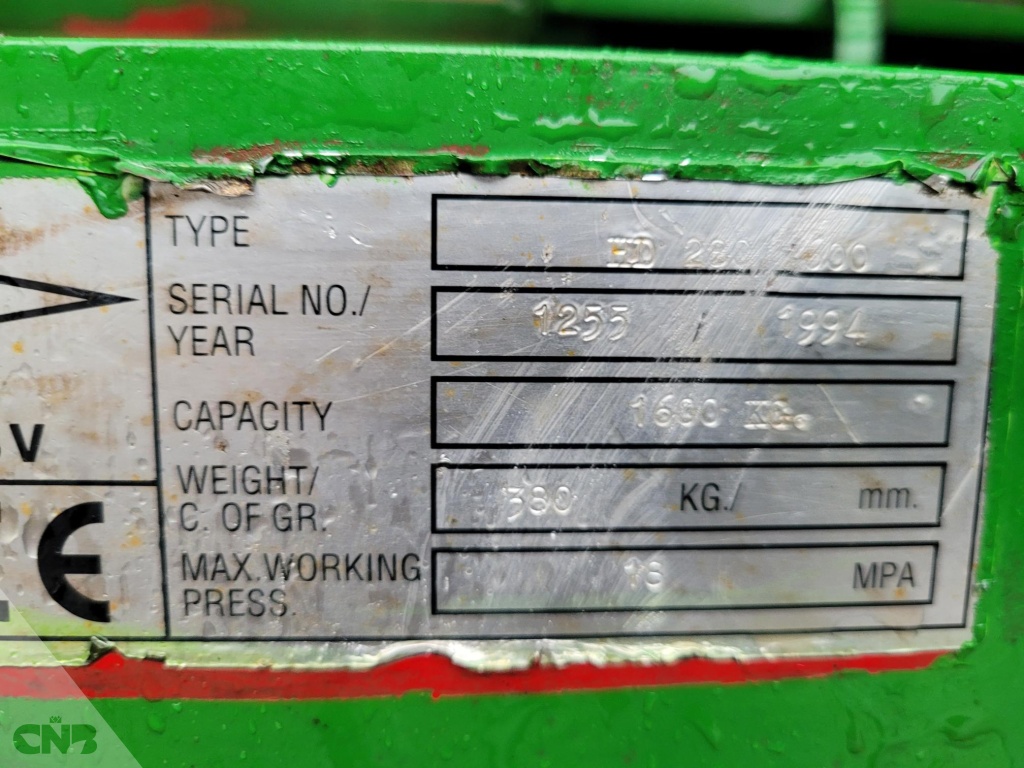 TYPE HD
SERIAL NO./
YEAR 1255 / 1994
CAPACITY KG.
WEIGHT/
C. OF GR. 380 KG./ mm.
MAX.WORKING
PRESS. MPA
V
CE
CNB